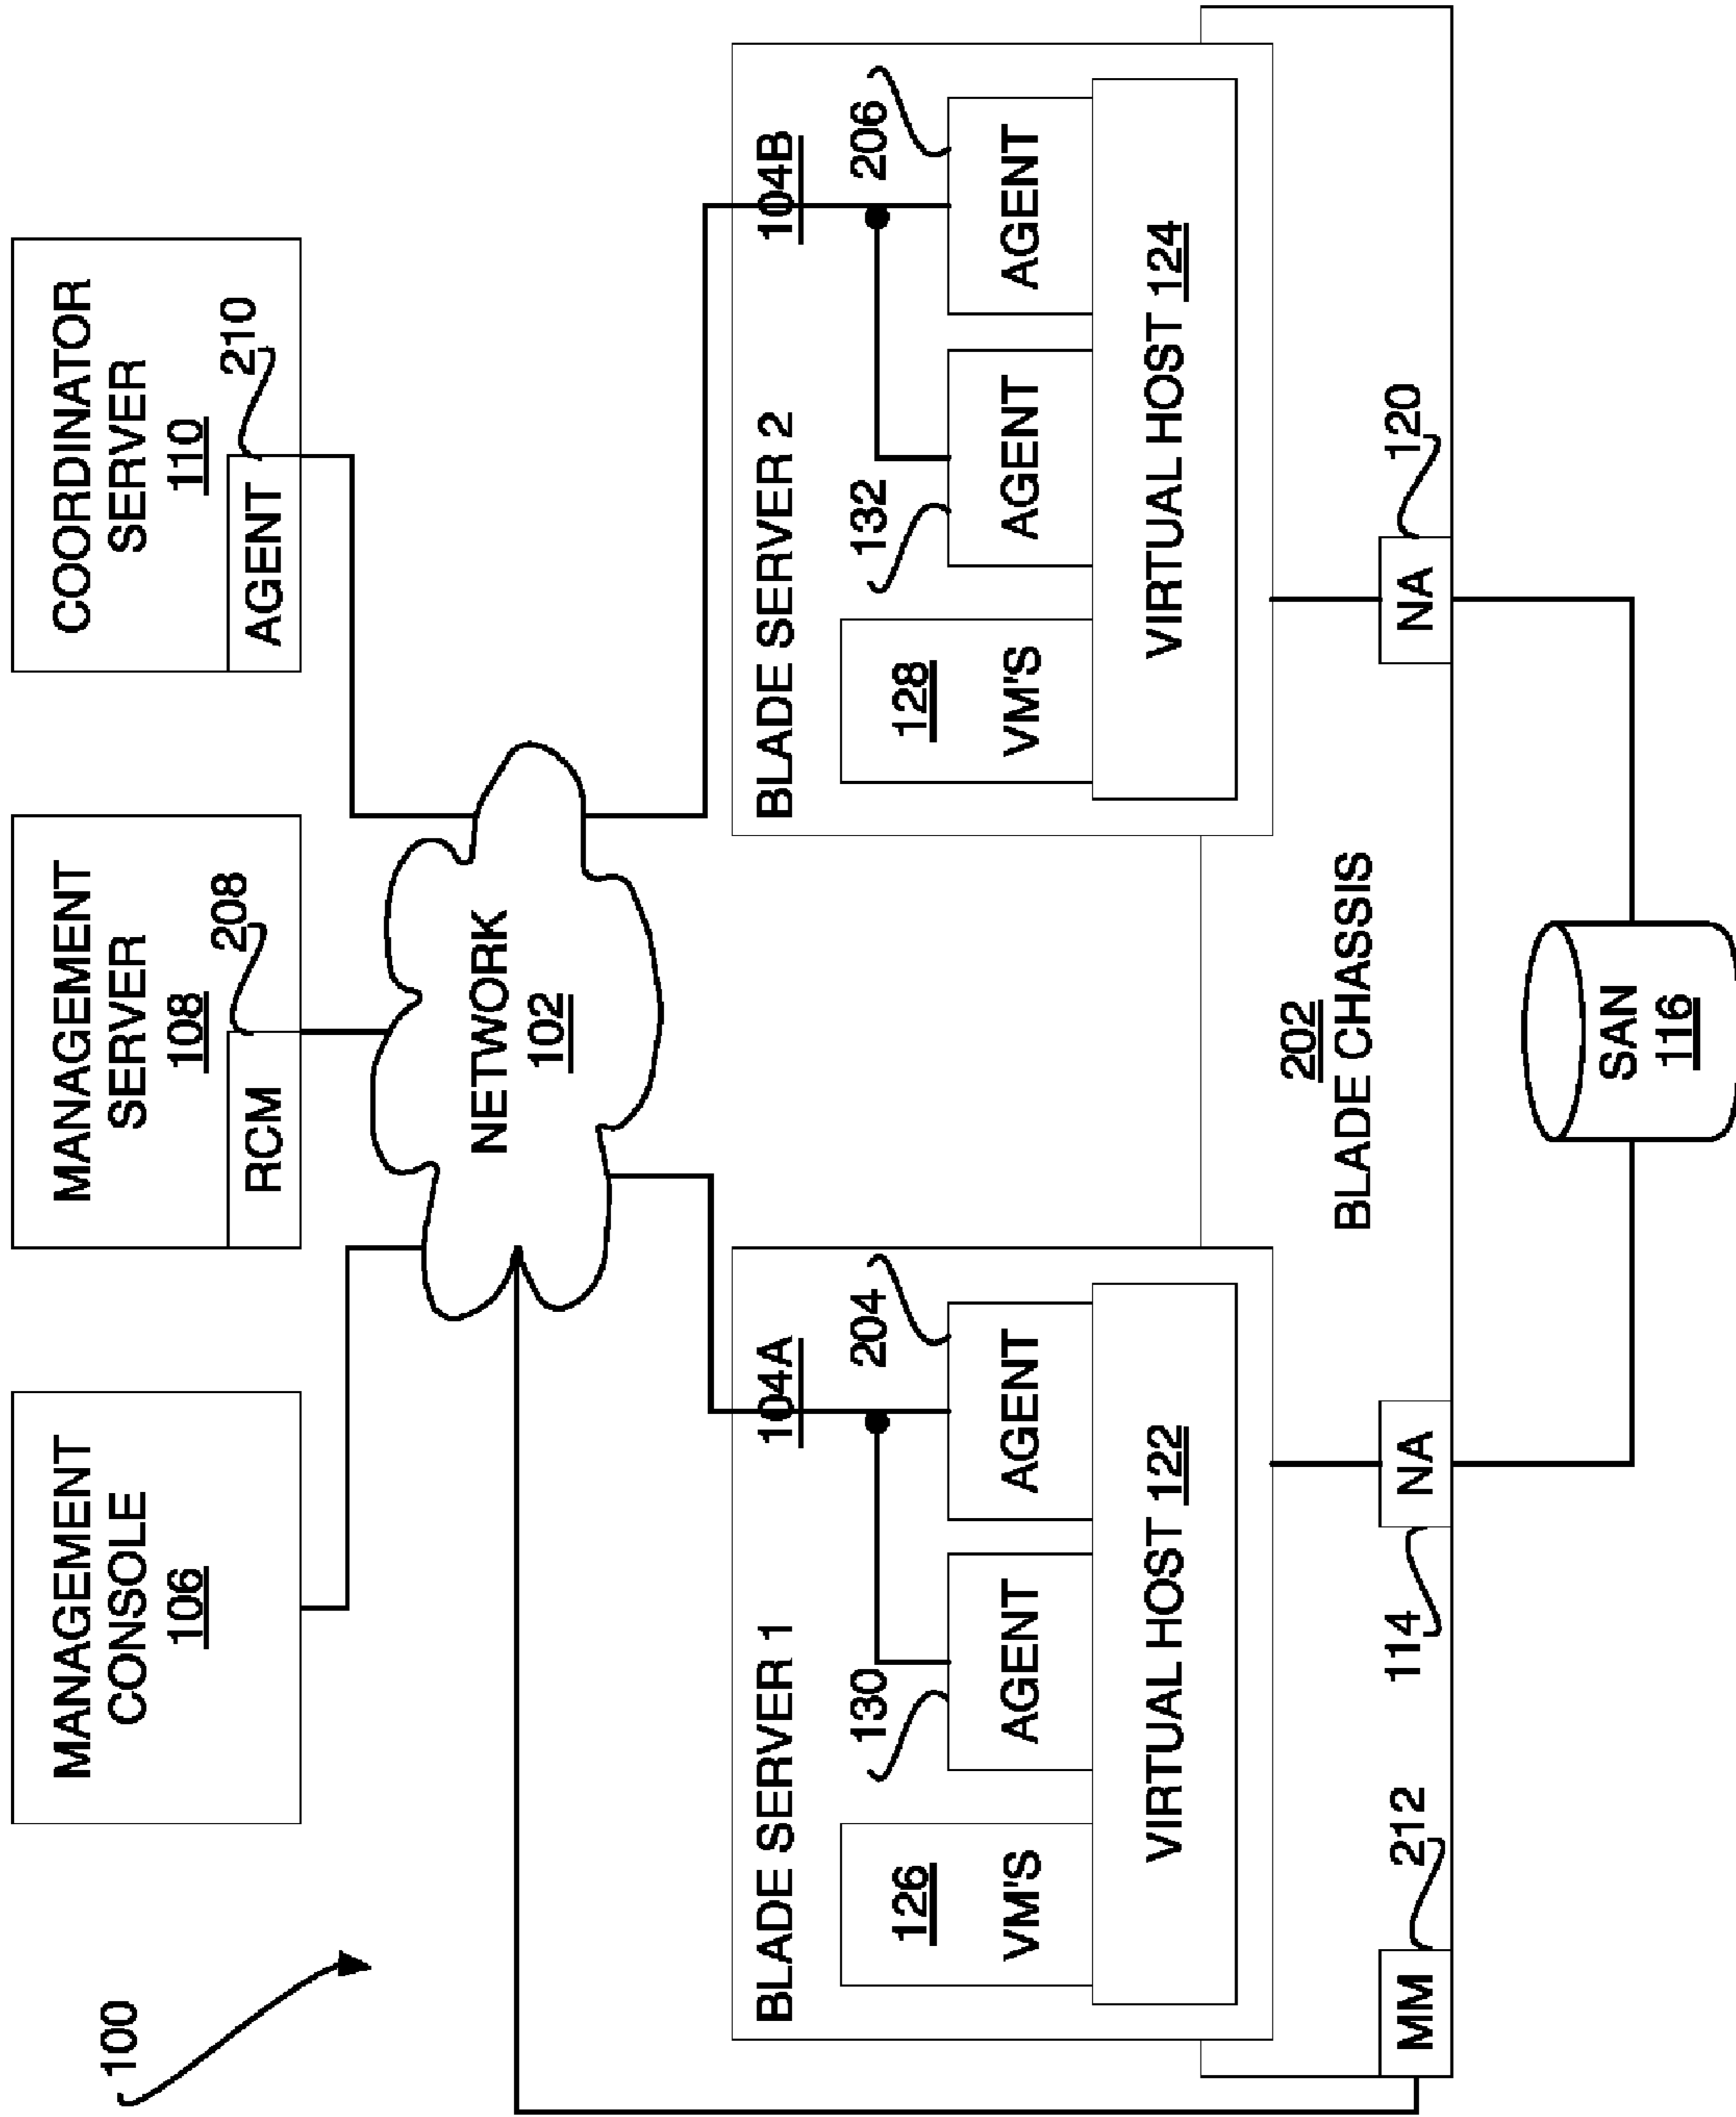 100
MANAGEMENT
CONSOLE
106
MANAGEMENT
SERVER
108
RCM
208
COORDINATOR
SERVER
110
AGENT
210
NETWORK
102
BLADE SERVER 1
104A
126
VM'S
130
AGENT
204
AGENT
VIRTUAL HOST 122
BLADE SERVER 2
104B
128
VM'S
132
AGENT
206
AGENT
VIRTUAL HOST 124
202
BLADE CHASSIS
MM
212
114
NA
NA
120
SAN
116